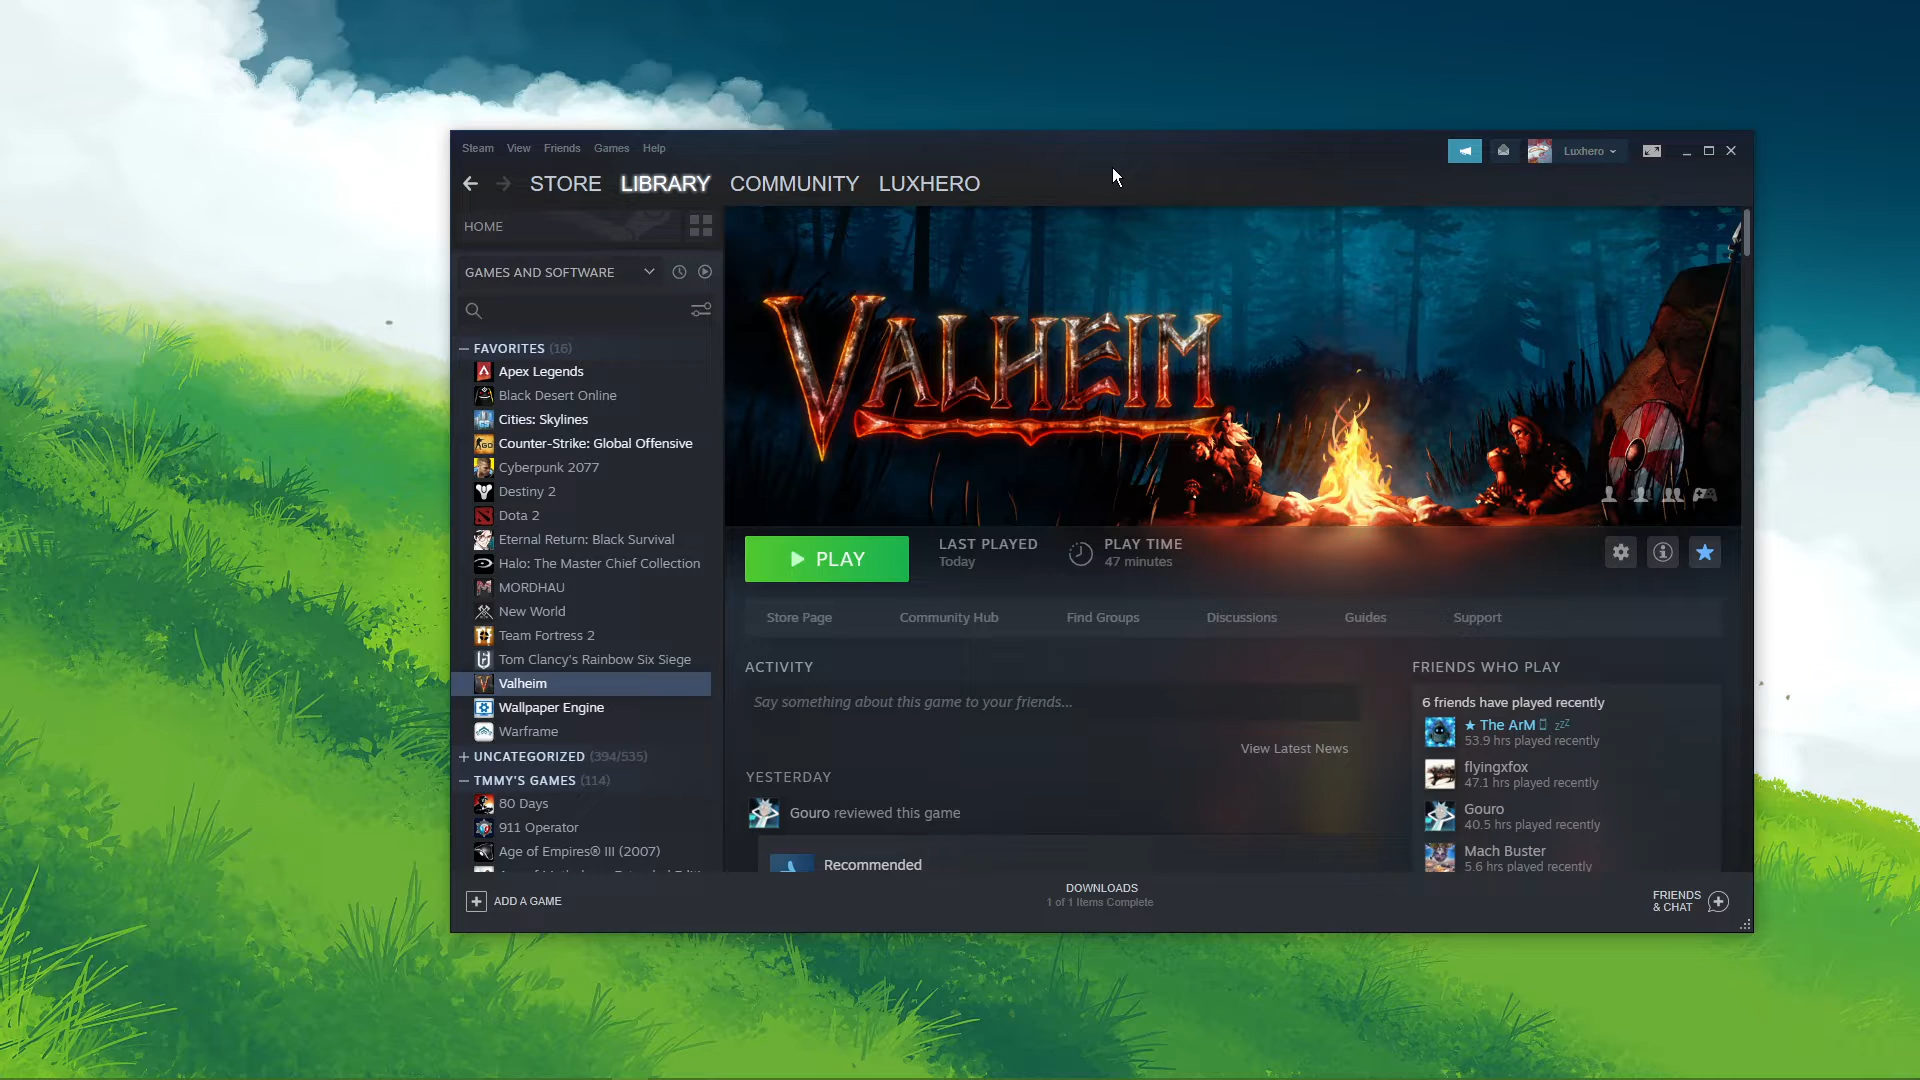 Steam View Friends Games Help
Luxhero
STORE LIBRARY COMMUNITY LUXHERO
HOME
GAMES AND SOFTWARE
FAVORITES (16)
Apex Legends
Black Desert Online
Cities: Skylines
Counter-Strike: Global Offensive
Cyberpunk 2077
Destiny 2
Dota 2
Eternal Return: Black Survival
Halo: The Master Chief Collection
MORDHAU
New World
Team Fortress 2
Tom Clancy's Rainbow Six Siege
Valheim
Wallpaper Engine
Warframe
UNCATEGORIZED (394/535)
TMMY'S GAMES (114)
80 Days
911 Operator
Age of Empires® III (2007)
ADD A GAME
VALHEIM
PLAY
LAST PLAYED
Today
PLAY TIME
47 minutes
Store Page Community Hub Find Groups Discussions Guides Support
ACTIVITY
Say something about this game to your friends...
View Latest News
YESTERDAY
Gouro reviewed this game
Recommended
FRIENDS WHO PLAY
6 friends have played recently
The ArM zzZ
53.9 hrs played recently
flyingxfox
47.1 hrs played recently
Gouro
40.5 hrs played recently
Mach Buster
5.6 hrs played recently
DOWNLOADS
1 of 1 Items Complete
FRIENDS
& CHAT